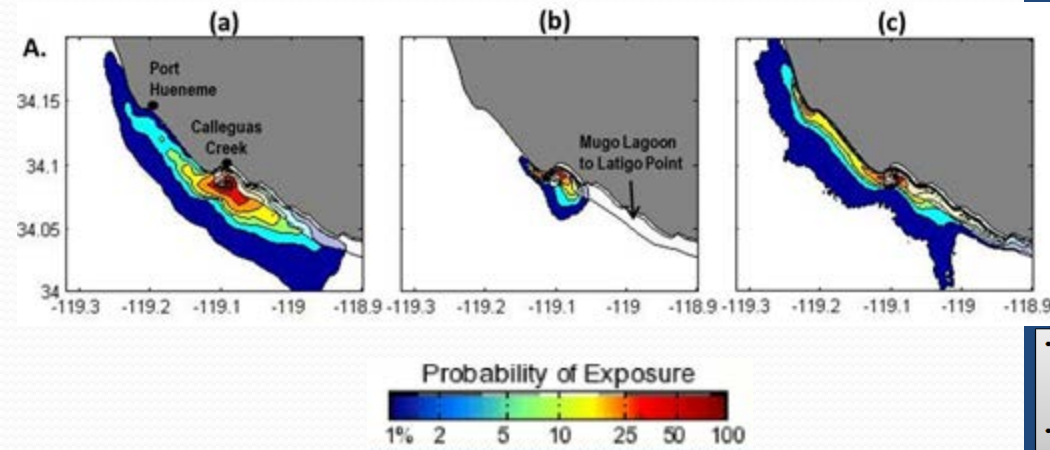 (a)
(b)
(c)
A.
Port
Hueneme
Calleguas
Creek
Mugo Lagoon
to Latigo Point
34.15
34.1
34.05
34
-119.3 -119.2 -119.1 -119 -118.9
-119.3 -119.2 -119.1 -119 -118.9
-119.3 -119.2 -119.1 -119 -118.9
Probability of Exposure
1% 2 5 10 25 50 100